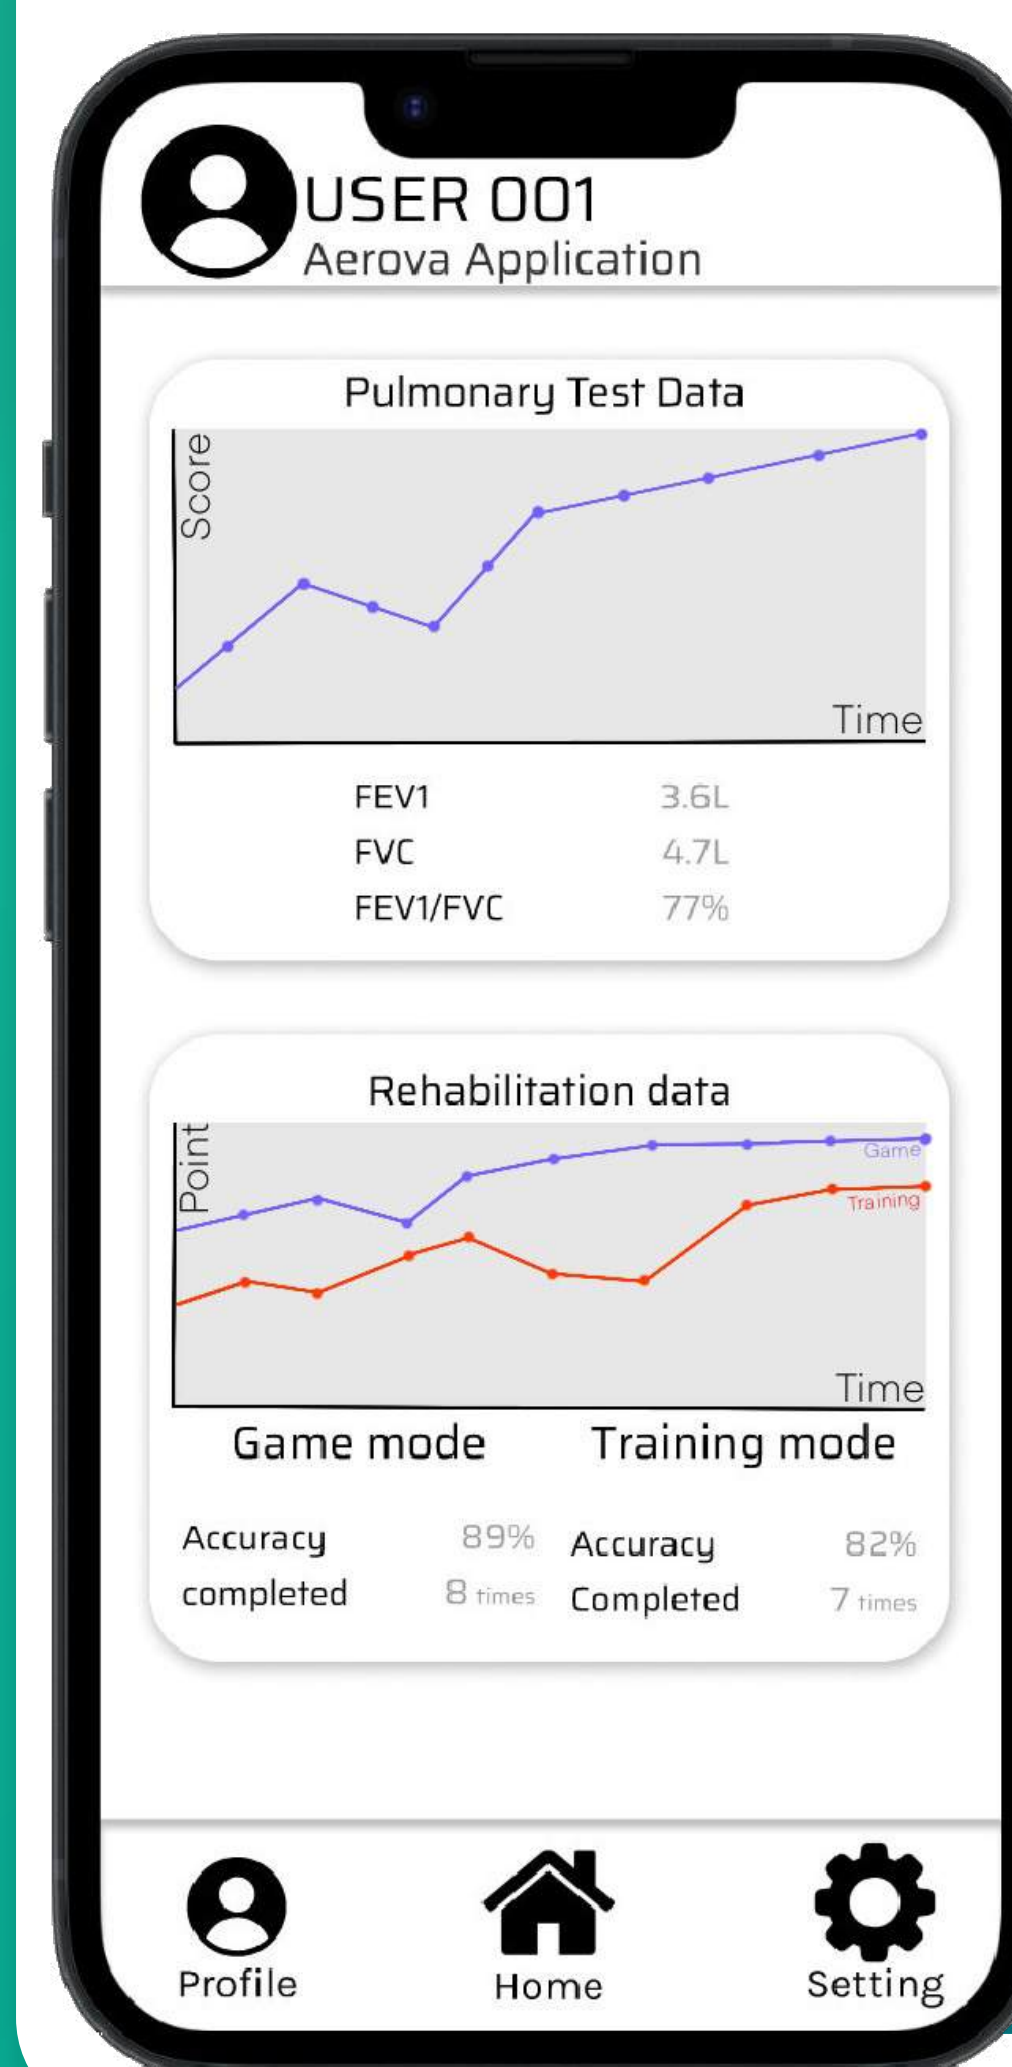 USER 001
Aerova Application
Pulmonary Test Data
Score
Time
FEV1 3.6L
FVC 4.7L
FEV1/FVC 77%
Rehabilitation data
Point
Game
Training
Time
Game mode Training mode
Accuracy 89% Accuracy 82%
completed 8 times Completed 7 times
Profile Home Setting